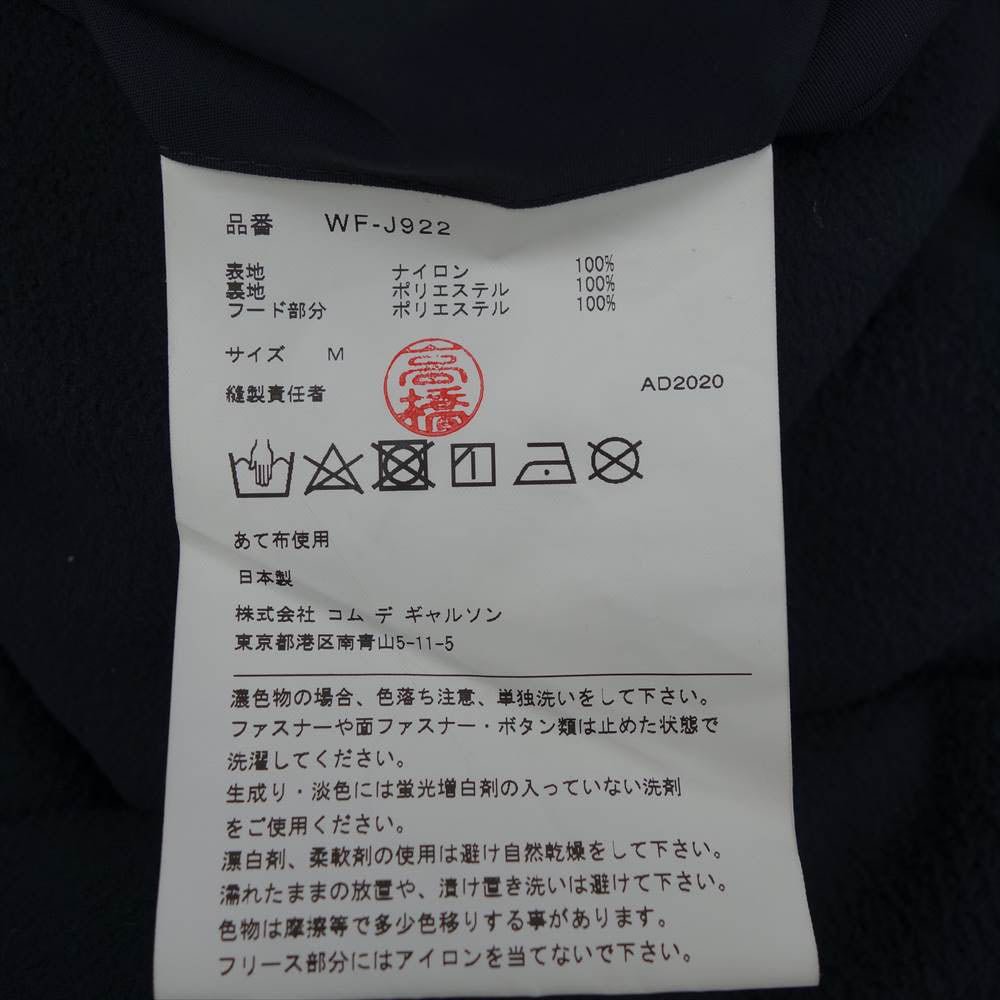 品番 WF-J922
表地 ナイロン 100%
裏地 ポリエステル 100%
フード部分 ポリエステル 100%
サイズ M
高橋
縫製責任者 AD2020
あて布使用
日本製
株式会社 コム デ ギャルソン
東京都港区南青山5-11-5
濃色物の場合、色落ち注意、単独洗いをして下さい。
ファスナーや面ファスナー・ボタン類は止めた状態で
洗濯してください。
生成り・淡色には蛍光増白剤の入っていない洗剤
をご使用ください。
漂白剤、柔軟剤の使用は避け自然乾燥をして下さい。
濡れたままの放置や、漬け置き洗いは避けて下さい。
色物は摩擦等で多少色移りする事があります。
フリース部分にはアイロンを当てないで下さい。